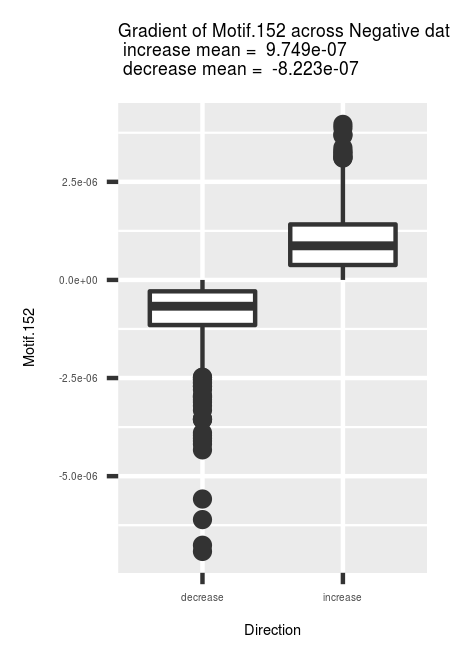 Gradient of Motif.152 across Negative dat
increase mean =  9.749e-07
decrease mean =  -8.223e-07
2.5e-06
0.0e+00
-2.5e-06
-5.0e-06
Motif.152
decrease
increase
Direction